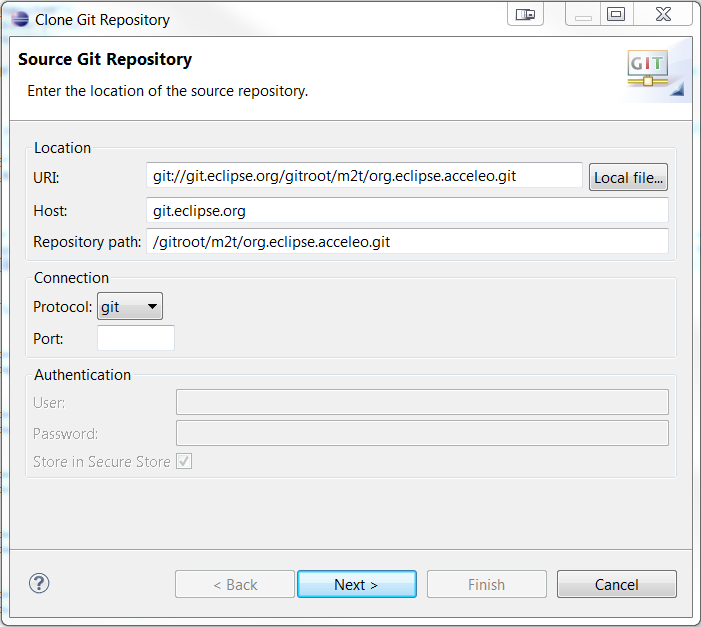 Clone Git Repository
Source Git Repository
GIT
Enter the location of the source repository.
Location
URI: git://git.eclipse.org/gitroot/m2t/org.eclipse.acceleo.git Local file...
Host: git.eclipse.org
Repository path: /gitroot/m2t/org.eclipse.acceleo.git
Connection
Protocol: git
Port:
Authentication
User:
Password:
Store in Secure Store
? < Back Next > Finish Cancel